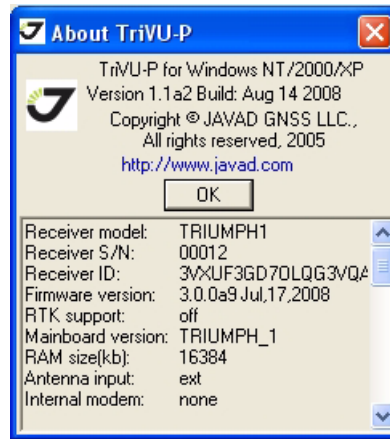 About TriVU-P
TriVU-P for Windows NT/2000/XP
Version 1.1a2 Build: Aug 14 2008
Copyright © JAVAD GNSS LLC.,
All rights reserved, 2005
http://www.javad.com
OK
Receiver model: TRIUMPH1
Receiver S/N: 00012
Receiver ID: 3VXUF3GD7OLQG3VQA
Firmware version: 3.0.0a9 Jul,17,2008
RTK support: off
Mainboard version: TRIUMPH_1
RAM size(kb): 16384
Antenna input: ext
Internal modem: none